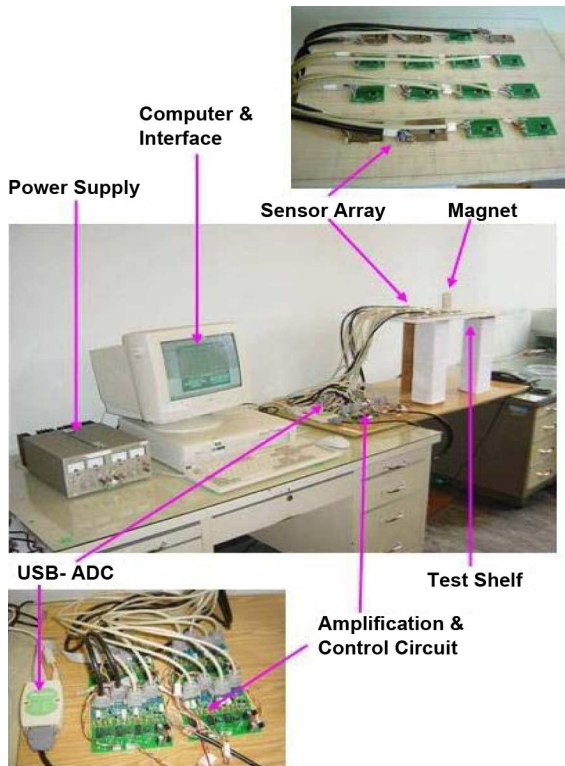 Computer &
Interface
Power Supply
Sensor Array
Magnet
USB- ADC
Test Shelf
Amplification &
Control Circuit